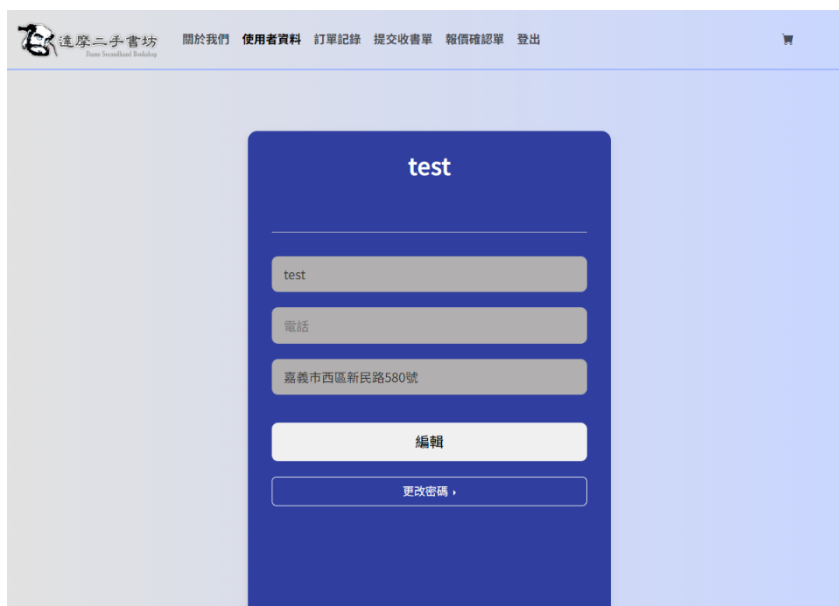 達摩二手書坊
Damo Secondhand Bookshop
關於我們 使用者資料 訂單記錄 提交收書單 報價確認單 登出
test
test
電話
嘉義市西區新民路580號
編輯
更改密碼 ›